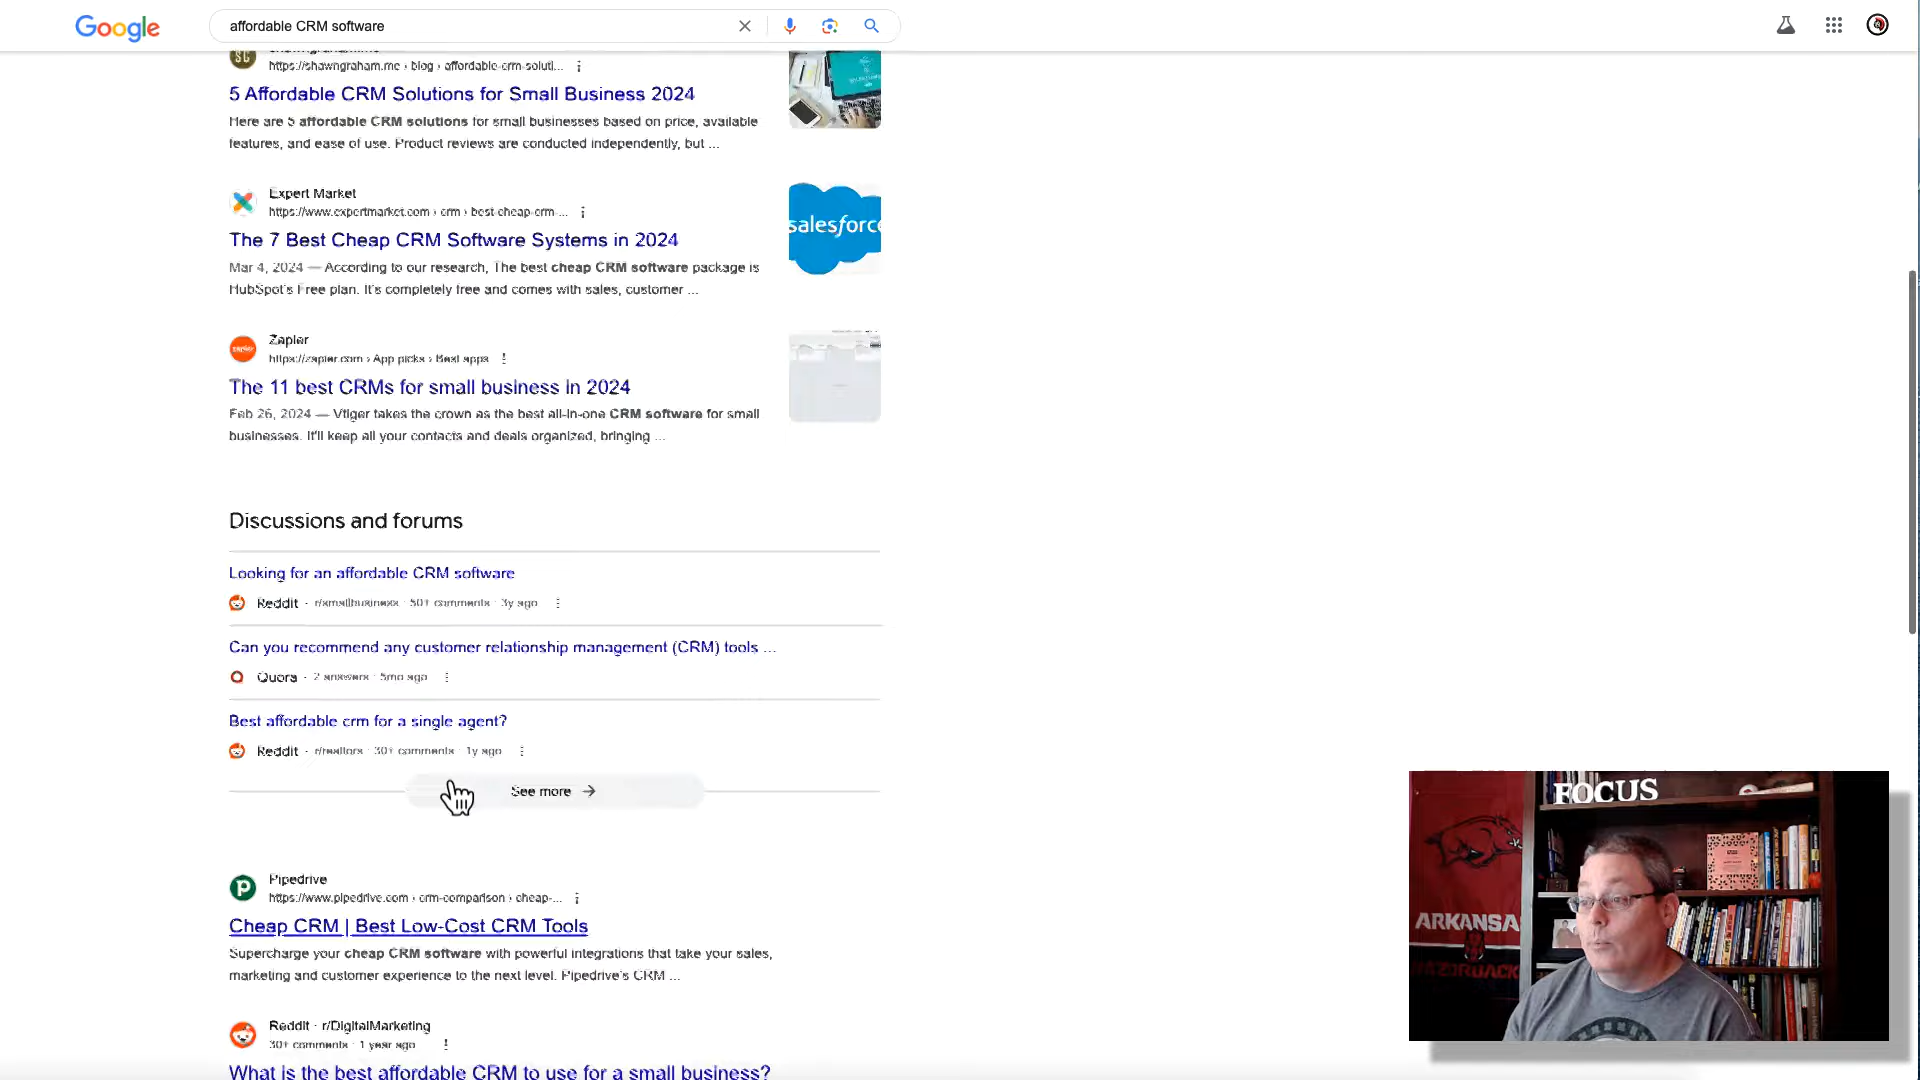 Google
affordable CRM software
SG
https://shawngraham.me › blog › affordable-crm-soluti...
5 Affordable CRM Solutions for Small Business 2024
Here are 5 affordable CRM solutions for small businesses based on price, available
features, and ease of use. Product reviews are conducted independently, but ...
Expert Market
https://www.expertmarket.com › crm › best-cheap-crm-...
The 7 Best Cheap CRM Software Systems in 2024
salesforce
Mar 4, 2024 — According to our research, The best cheap CRM software package is
HubSpot's Free plan. It's completely free and comes with sales, customer ...
Zapier
https://zapier.com › App picks › Best apps
The 11 best CRMs for small business in 2024
Feb 26, 2024 — Vtiger takes the crown as the best all-in-one CRM software for small
businesses. It'll keep all your contacts and deals organized, bringing ...
Discussions and forums
Looking for an affordable CRM software
Reddit · r/smallbusiness · 50+ comments · 3y ago
Can you recommend any customer relationship management (CRM) tools ...
Quora · 2 answers · 5mo ago
Best affordable crm for a single agent?
Reddit · r/realtors · 30+ comments · 1y ago
See more →
Pipedrive
https://www.pipedrive.com › crm-comparison › cheap-...
Cheap CRM | Best Low-Cost CRM Tools
Supercharge your cheap CRM software with powerful integrations that take your sales,
marketing and customer experience to the next level. Pipedrive's CRM ...
Reddit · r/DigitalMarketing
30+ comments · 1 year ago
What is the best affordable CRM to use for a small business?
FOCUS
ARKANSA
RAZORBACK